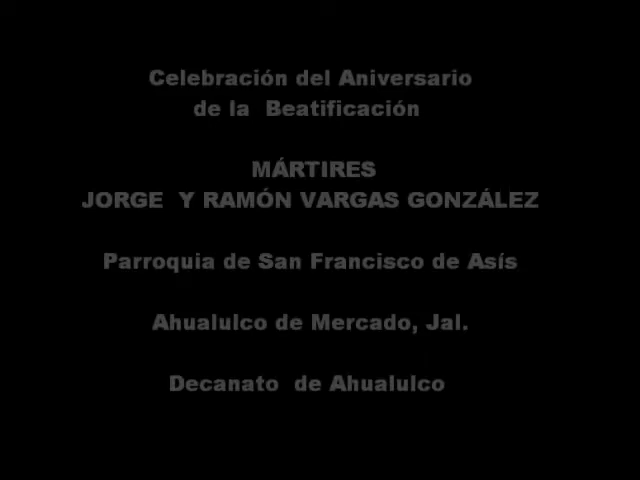 Celebración del Aniversario
de la Beatificación
MÁRTIRES
JORGE Y RAMÓN VARGAS GONZÁLEZ
Parroquia de San Francisco de Asís
Ahualulco de Mercado, Jal.
Decanato de Ahualulco